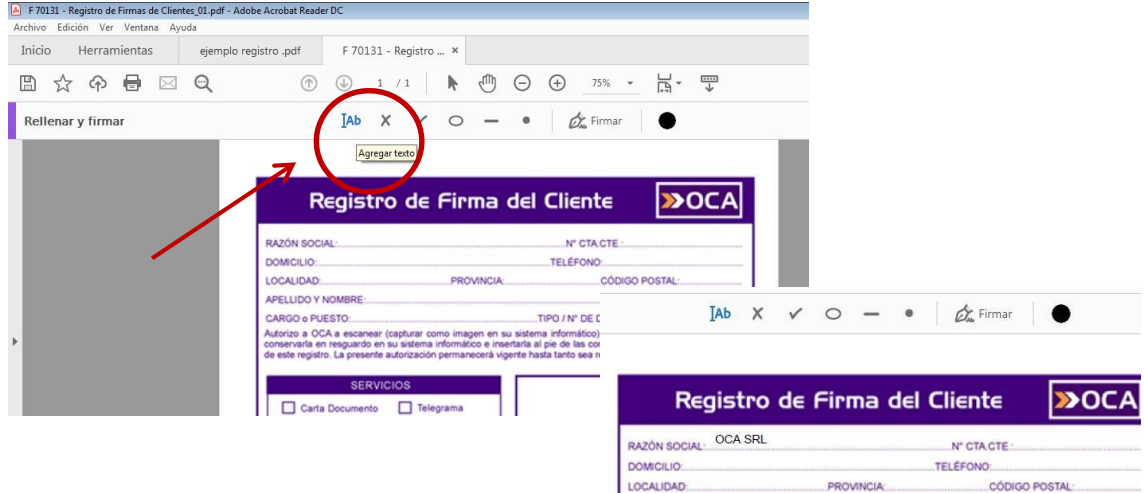 F 70131 - Registro de Firmas de Clientes_01.pdf - Adobe Acrobat Reader DC
Archivo Edición Ver Ventana Ayuda
Inicio Herramientas ejemplo registro .pdf F 70131 - Registro ... ×
1 / 1 75%
Rellenar y firmar Ab Firmar
Agregar texto
Registro de Firma del Cliente OCA
RAZÓN SOCIAL: N° CTA.CTE.:
DOMICILIO: TELÉFONO:
LOCALIDAD: PROVINCIA: CÓDIGO POSTAL:
APELLIDO Y NOMBRE:
CARGO o PUESTO: TIPO / N° DE D
Autorizo a OCA a escanear (capturar como imagen en su sistema informático)
conservarla en resguardo en su sistema informático e insertarla al pie de las co
de este registro. La presente autorización permanecerá vigente hasta tanto sea r
SERVICIOS
Carta Documento Telegrama
Ab Firmar
Registro de Firma del Cliente OCA
RAZÓN SOCIAL: OCA SRL N° CTA.CTE.:
DOMICILIO: TELÉFONO:
LOCALIDAD: PROVINCIA: CÓDIGO POSTAL: